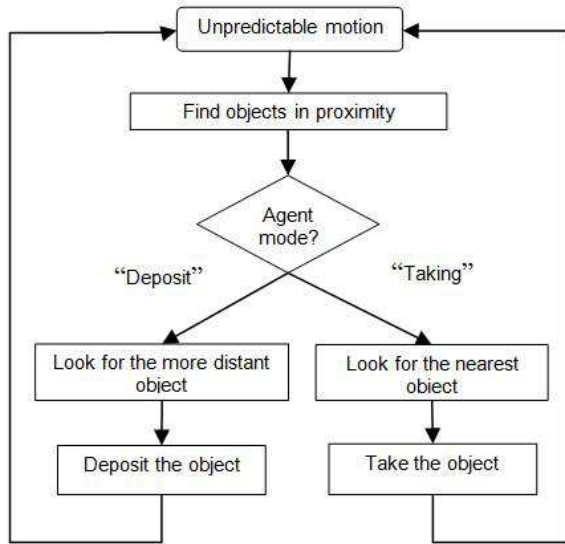 Unpredictable motion
Find objects in proximity
Agent
mode?
“Deposit”
“Taking”
Look for the more distant
object
Look for the nearest
object
Deposit the object
Take the object